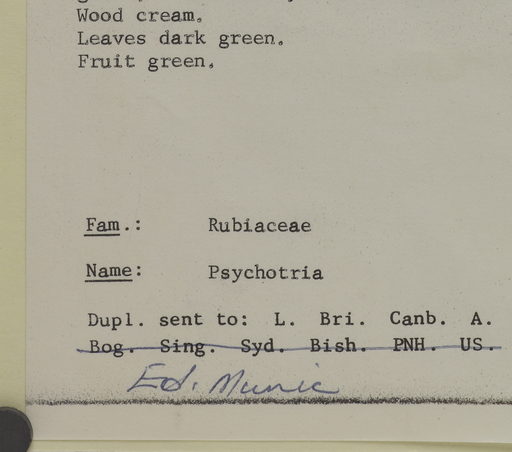 Wood cream.
Leaves dark green.
Fruit green.
Fam.: Rubiaceae
Name: Psychotria
Dupl. sent to: L. Bri. Canb. A.
Bog. Sing. Syd. Bish. PNH. US.
Ed. Munic